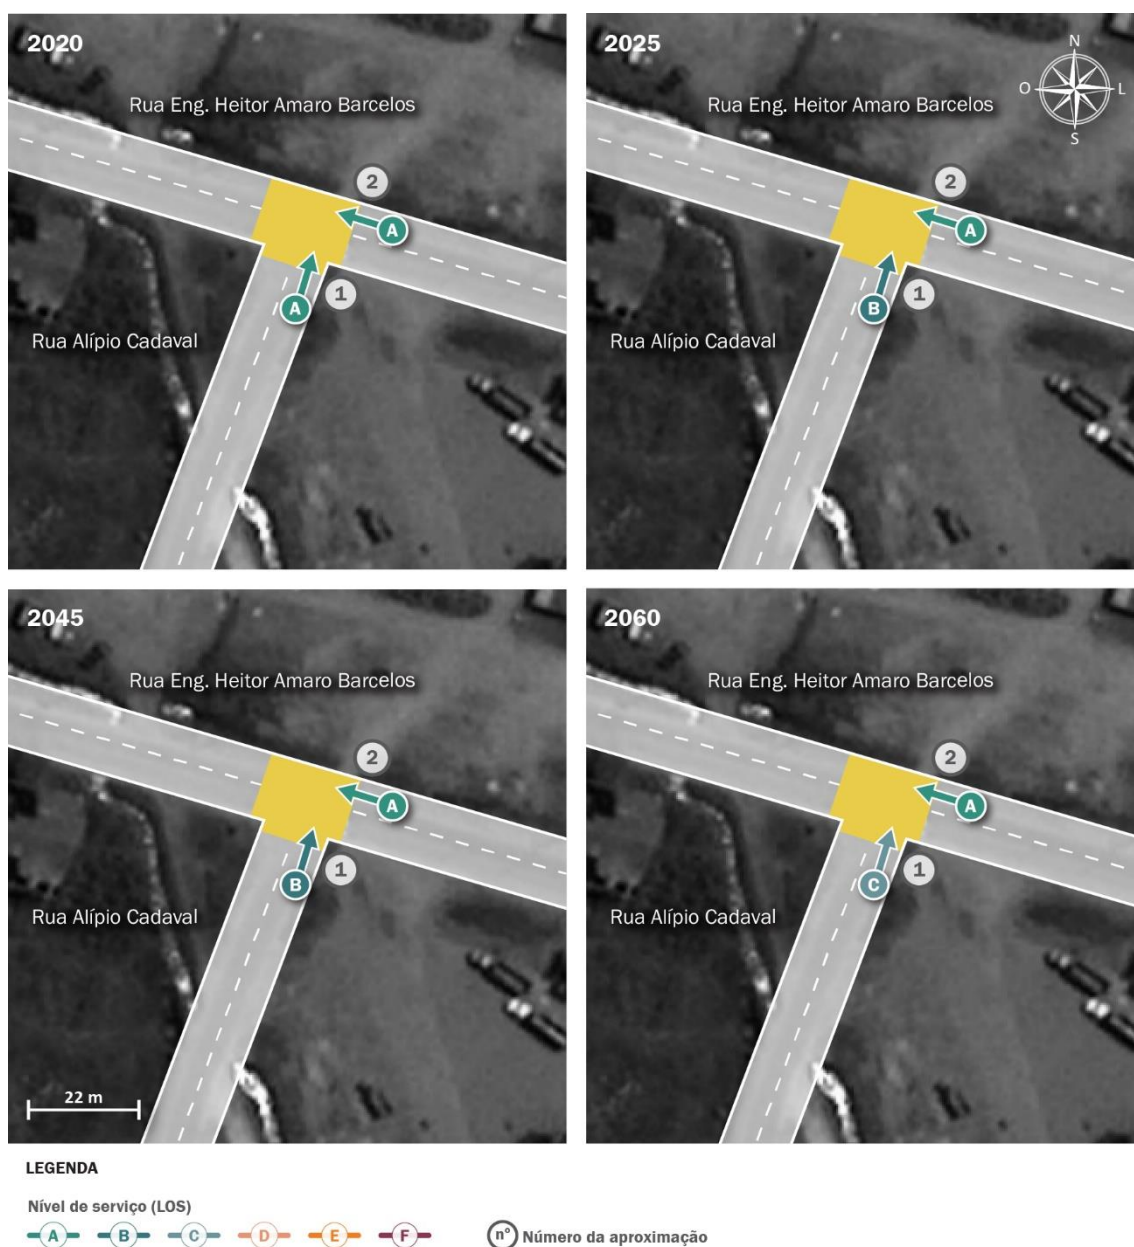 2020
Rua Eng. Heitor Amaro Barcelos
2
A
A
1
Rua Alípio Cadaval
2025
N
O
L
S
Rua Eng. Heitor Amaro Barcelos
2
A
B
1
Rua Alípio Cadaval
2045
Rua Eng. Heitor Amaro Barcelos
2
A
B
1
Rua Alípio Cadaval
22 m
2060
Rua Eng. Heitor Amaro Barcelos
2
A
C
1
Rua Alípio Cadaval
LEGENDA
Nível de serviço (LOS)
A B C D E F
nº Número da aproximação